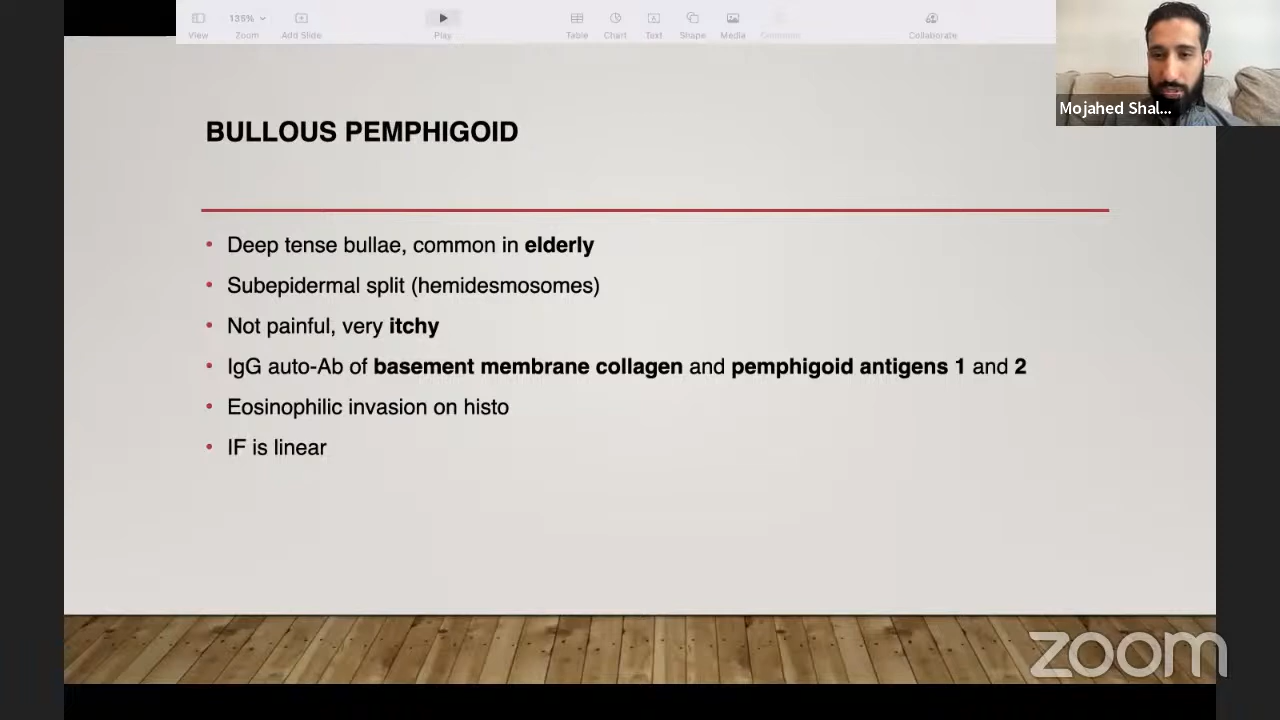 136%
View
Zoom
Add Slide
Play
Table
Chart
Text
Shape
Media
Comment
Collaborate
Mojahed Shal...
BULLOUS PEMPHIGOID
• Deep tense bullae, common in elderly
• Subepidermal split (hemidesmosomes)
• Not painful, very itchy
• IgG auto-Ab of basement membrane collagen and pemphigoid antigens 1 and 2
• Eosinophilic invasion on histo
• IF is linear
zoom